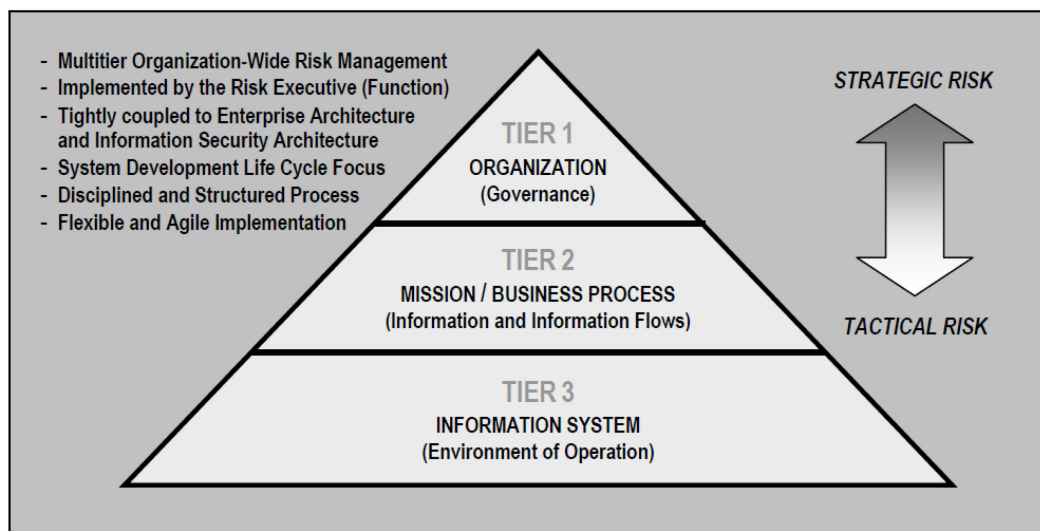 - Multitier Organization-Wide Risk Management
- Implemented by the Risk Executive (Function)
- Tightly coupled to Enterprise Architecture
and Information Security Architecture
- System Development Life Cycle Focus
- Disciplined and Structured Process
- Flexible and Agile Implementation
TIER 1
ORGANIZATION
(Governance)
TIER 2
MISSION / BUSINESS PROCESS
(Information and Information Flows)
TIER 3
INFORMATION SYSTEM
(Environment of Operation)
STRATEGIC RISK
TACTICAL RISK